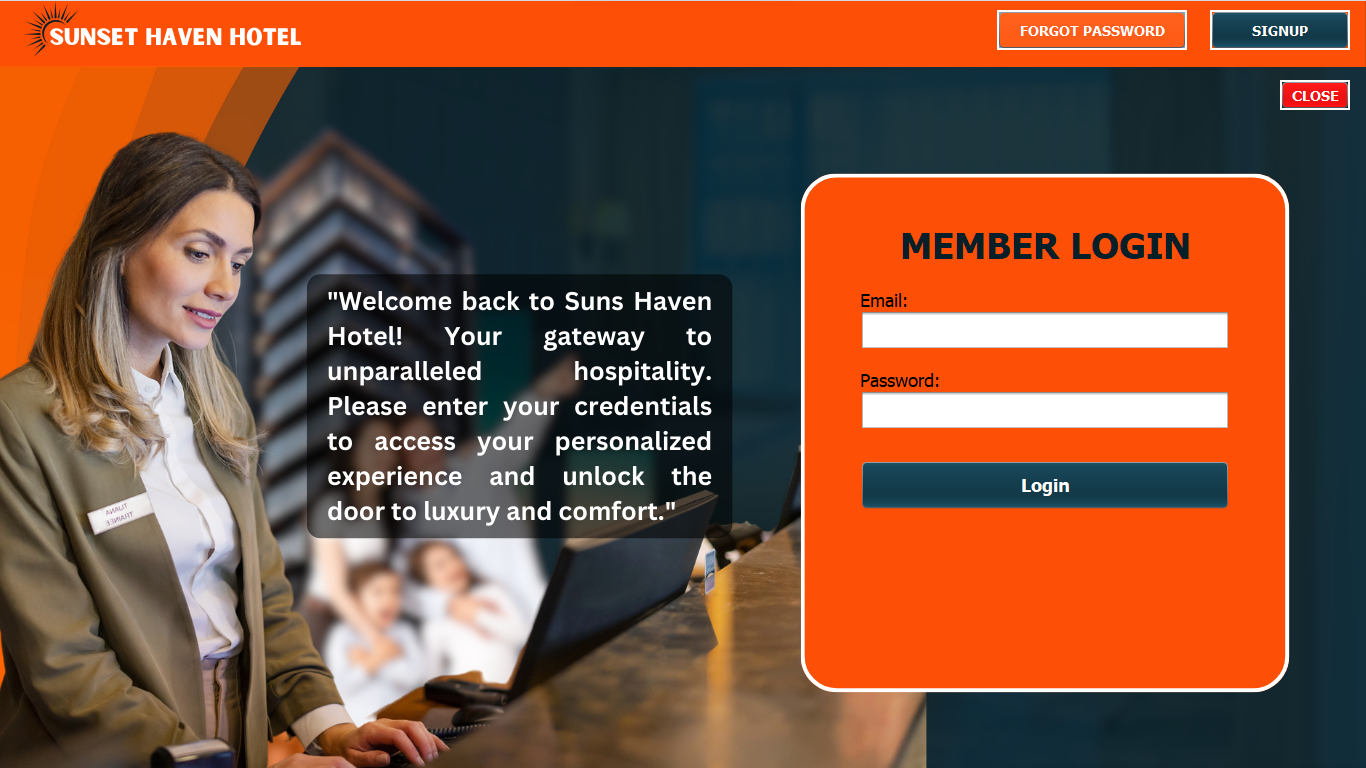 SUNSET HAVEN HOTEL
FORGOT PASSWORD
SIGNUP
CLOSE
MEMBER LOGIN
"Welcome back to Suns Haven
Hotel! Your gateway to
unparalleled hospitality.
Please enter your credentials
to access your personalized
experience and unlock the
door to luxury and comfort."
Email:
Password:
Login
TIJANA
TRAINEE